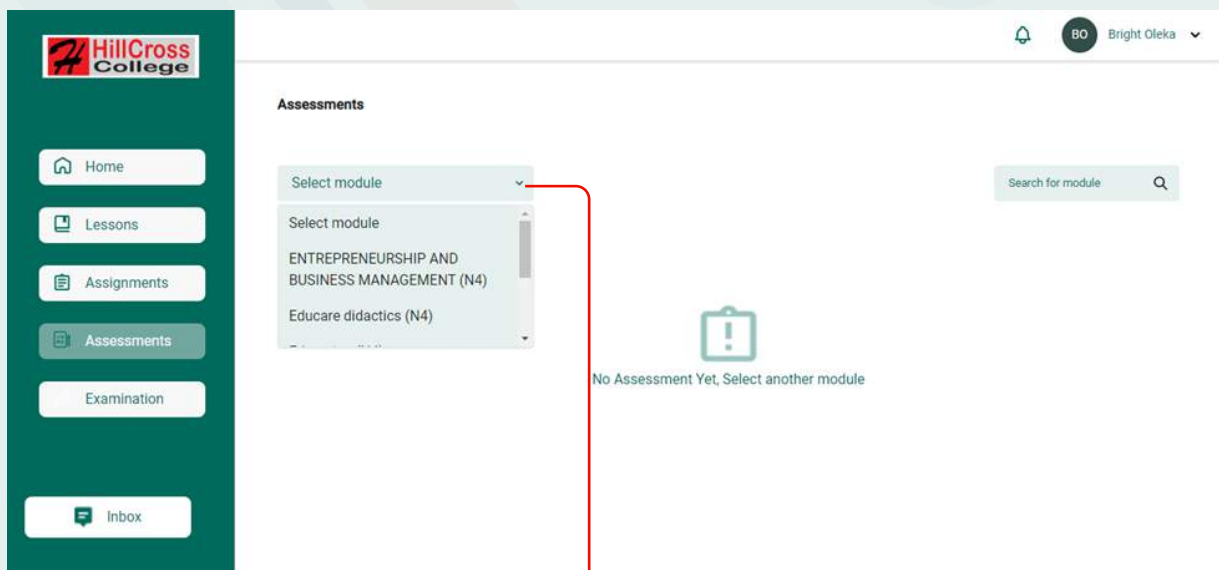 HillCross
College
BO
Bright Oleka
Assessments
Home
Lessons
Assignments
Assessments
Examination
Inbox
Select module
Search for module
Select module
ENTREPRENEURSHIP AND
BUSINESS MANAGEMENT (N4)
Educare didactics (N4)
No Assessment Yet, Select another module